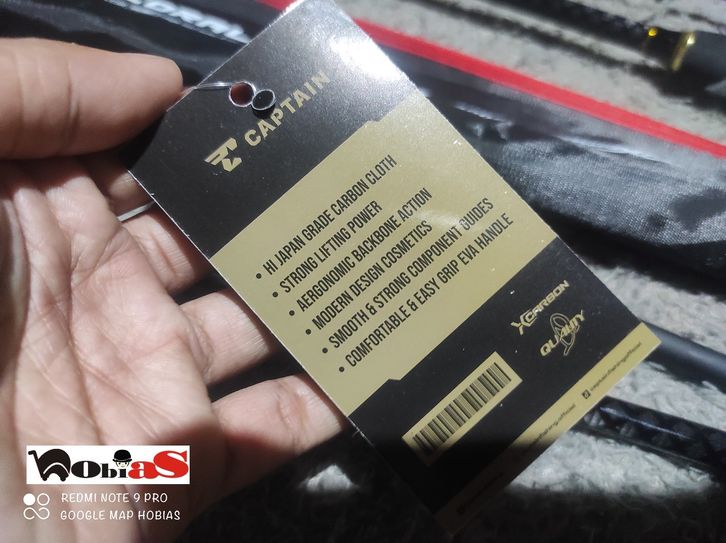 CAPTAIN
• HI JAPAN GRADE CARBON CLOTH
• STRONG LIFTING POWER
• AERGONOMIC BACKBONE ACTION
• MODERN DESIGN COSMETICS
• SMOOTH & STRONG COMPONENT GUIDES
• COMFORTABLE & EASY GRIP EVA HANDLE
XCARBON
QUALITY
HobiaS
REDMI NOTE 9 PRO
GOOGLE MAP HOBIAS